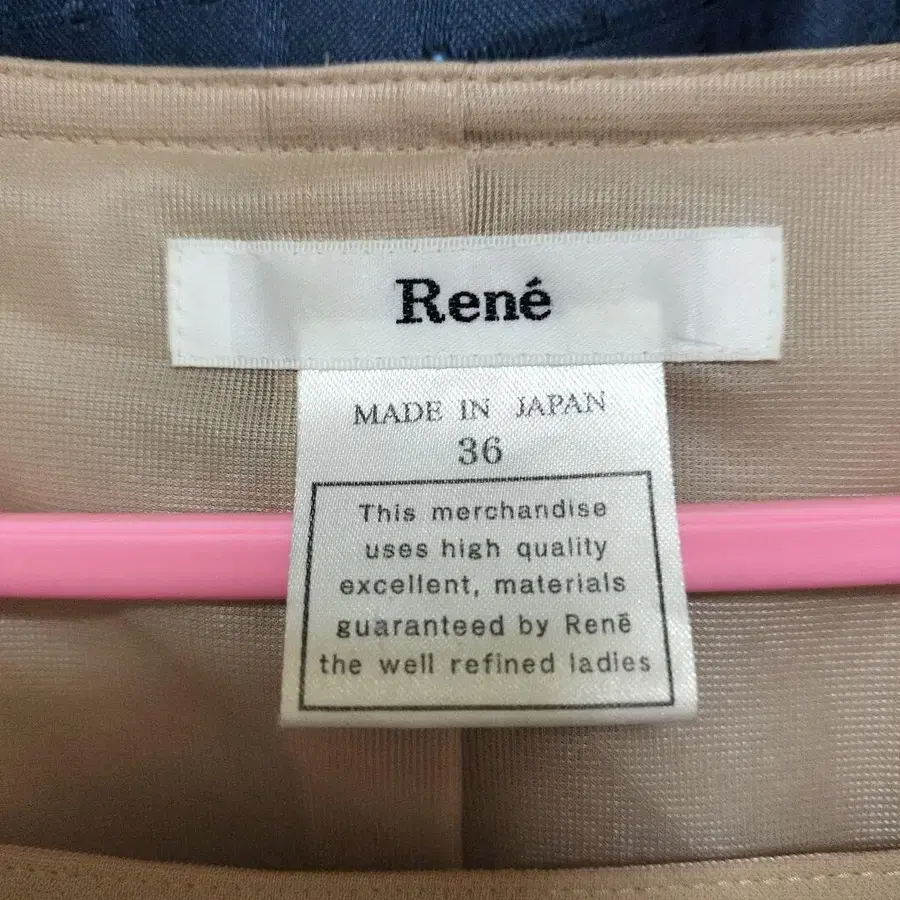 René
MADE IN JAPAN
36
This merchandise
uses high quality
excellent, materials
guaranteed by Renē
the well refined ladies